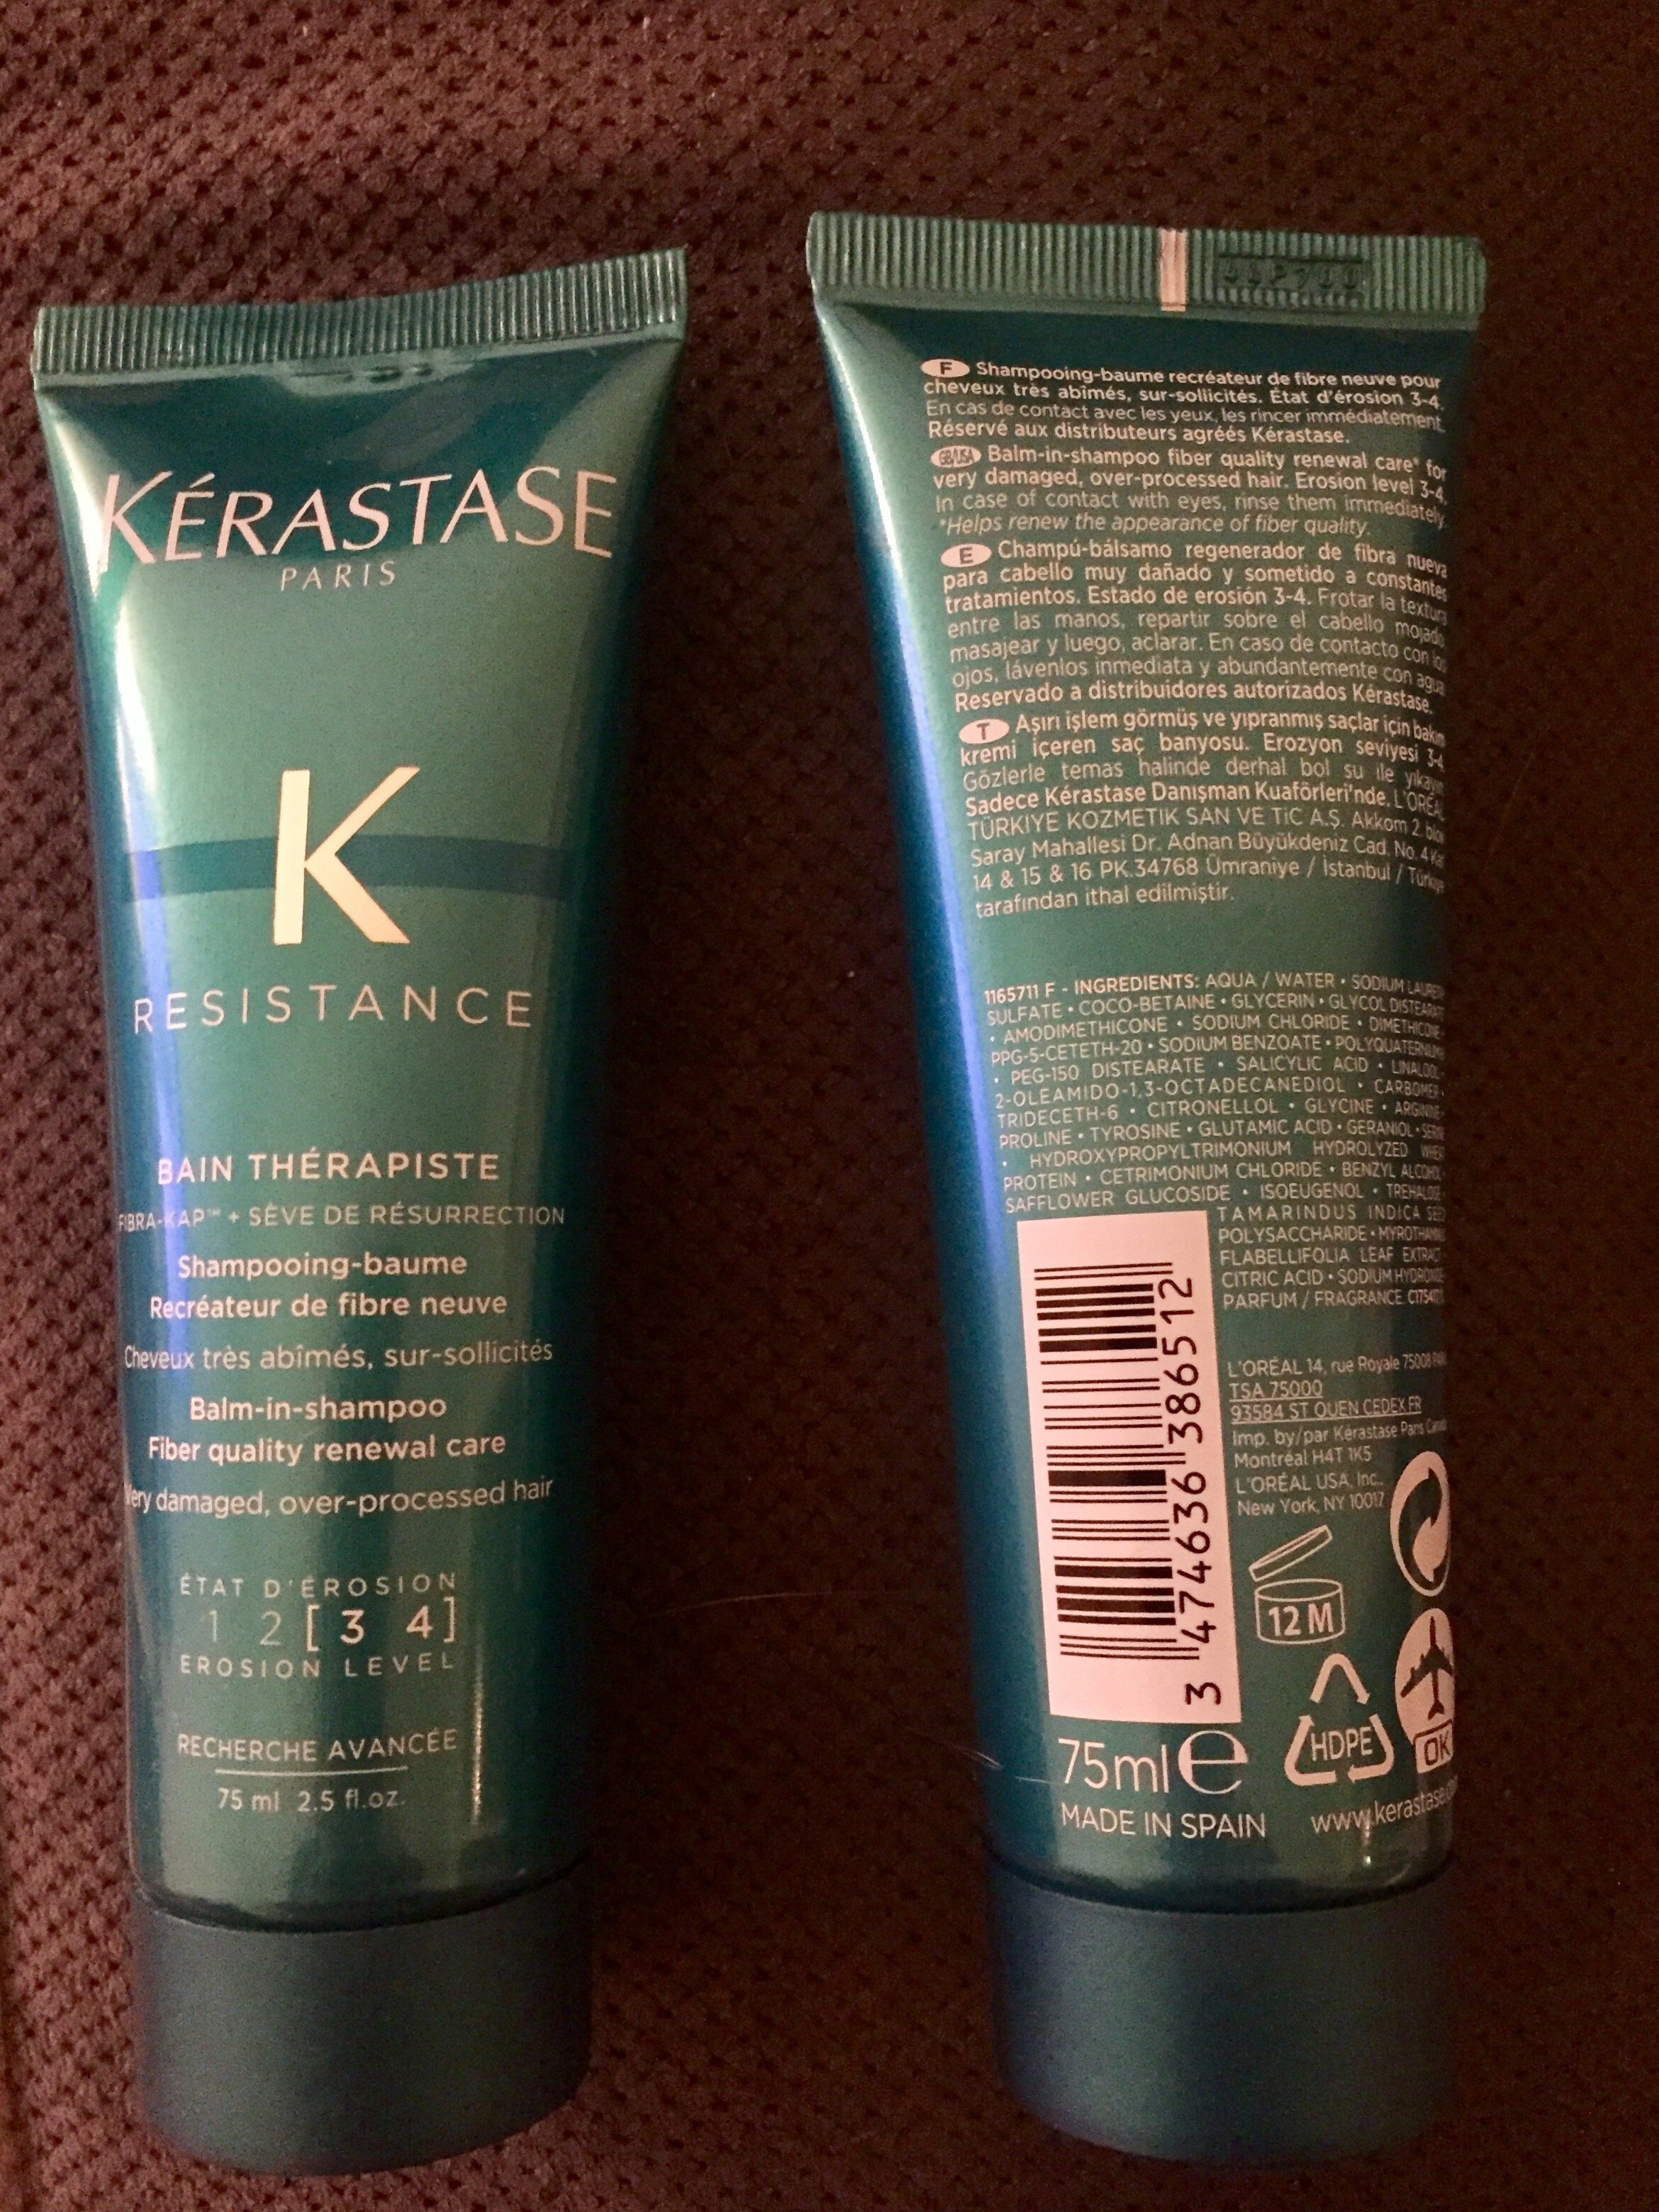 KÉRASTASE
PARIS
K
RESISTANCE
BAIN THÉRAPISTE
FIBRA-KAP™ + SÈVE DE RÉSURRECTION
Shampooing-baume
Recréateur de fibre neuve
Cheveux très abîmés, sur-sollicités
Balm-in-shampoo
Fiber quality renewal care
Very damaged, over-processed hair
ÉTAT D'ÉROSION
1 2 [ 3 4 ]
EROSION LEVEL
RECHERCHE AVANCÉE
75 ml 2.5 fl.oz.
F Shampooing-baume recréateur de fibre neuve pour
cheveux très abîmés, sur-sollicités. État d'érosion 3-4.
En cas de contact avec les yeux, les rincer immédiatement.
Réservé aux distributeurs agréés Kérastase.
GB/USA Balm-in-shampoo fiber quality renewal care* for
very damaged, over-processed hair. Erosion level 3-4.
In case of contact with eyes, rinse them immediately.
*Helps renew the appearance of fiber quality.
E Champú-bálsamo regenerador de fibra nueva
para cabello muy dañado y sometido a constantes
tratamientos. Estado de erosión 3-4. Frotar la textura
entre las manos, repartir sobre el cabello mojado,
masajear y luego, aclarar. En caso de contacto con los
ojos, lávenlos inmediata y abundantemente con agua.
Reservado a distribuidores autorizados Kérastase.
T Aşırı işlem görmüş ve yıpranmış saçlar için bakım
kremi içeren saç banyosu. Erozyon seviyesi 3-4
Gözlerle temas halinde derhal bol su ile yıkayın.
Sadece Kérastase Danışman Kuaförleri'nde. L'ORÉAL
TÜRKIYE KOZMETIK SAN VE TİC A.Ş. Akkom 2. blok
Saray Mahallesi Dr. Adnan Büyükdeniz Cad. No. 4 Kat
14 & 15 & 16 PK.34768 Ümraniye / İstanbul / Türkiye
tarafından ithal edilmiştir.
1165711 F - INGREDIENTS: AQUA / WATER • SODIUM LAURETH
SULFATE • COCO-BETAINE • GLYCERIN • GLYCOL DISTEARATE
• AMODIMETHICONE • SODIUM CHLORIDE • DIMETHICONE •
PPG-5-CETETH-20 • SODIUM BENZOATE •
• PEG-150 DISTEARATE • SALICYLIC ACID • LINALOOL •
2-OLEAMIDO-1,3-OCTADECANEDIOL • CARBOMER •
TRIDECETH-6 • CITRONELLOL • GLYCINE • ARGININE •
PROLINE • TYROSINE • GLUTAMIC ACID • GERANIOL • SERINE
• HYDROXYPROPYLTRIMONIUM HYDROLYZED WHEAT
PROTEIN • CETRIMONIUM CHLORIDE • BENZYL ALCOHOL •
SAFFLOWER GLUCOSIDE • ISOEUGENOL • TREHALOSE •
TAMARINDUS INDICA SEED
POLYSACCHARIDE • MYROTHAMNUS
FLABELLIFOLIA LEAF EXTRACT •
CITRIC ACID • SODIUM HYDROXIDE
PARFUM / FRAGRANCE.
L'ORÉAL 14, rue Royale 75008 PARIS
TSA 75000
93584 ST OUEN CEDEX FR
Imp. by/par Kérastase Paris Canada
Montréal H4T 1K5
L'ORÉAL USA, Inc.,
New York, NY 10017
3 474636 386512
12 M
HDPE
OK
75ml e
MADE IN SPAIN
www.kerastase.